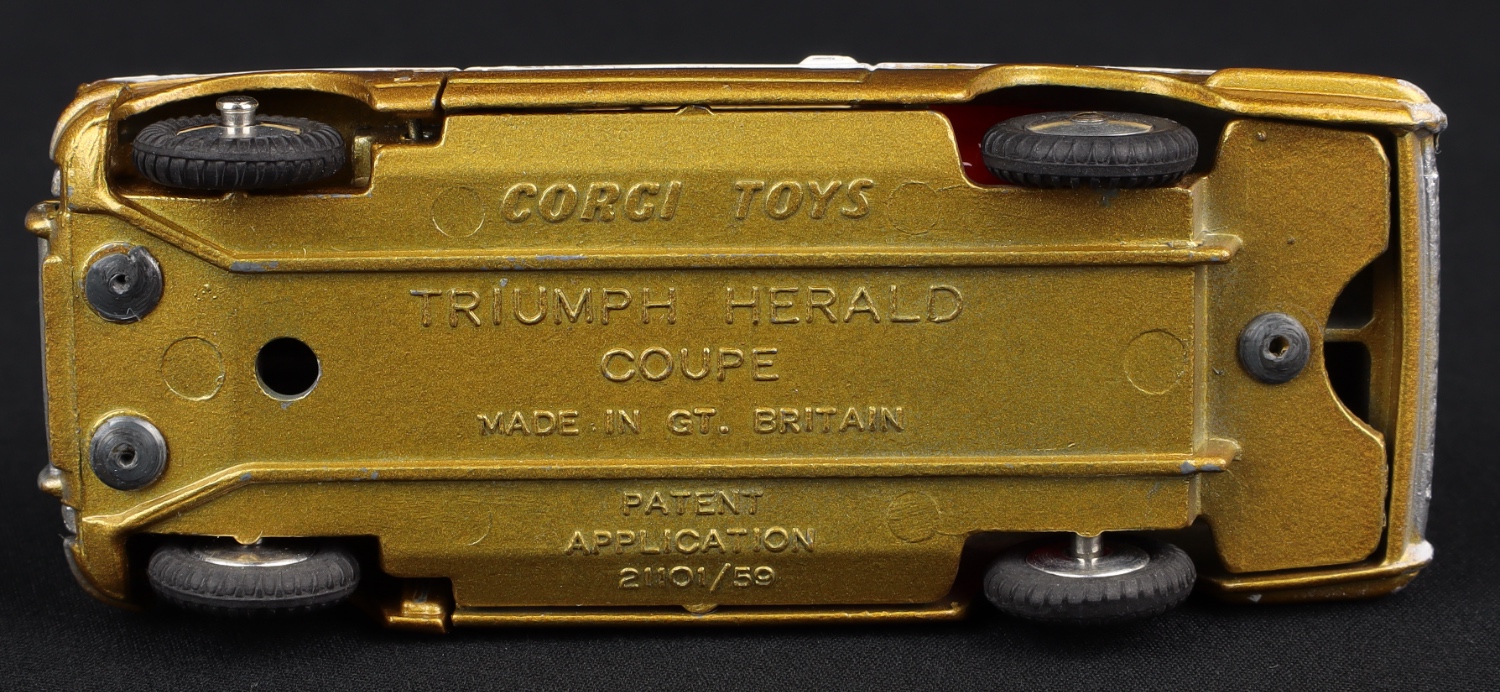 CORGI TOYS
TRIUMPH HERALD
COUPE
MADE IN GT. BRITAIN
PATENT
APPLICATION
21101/59